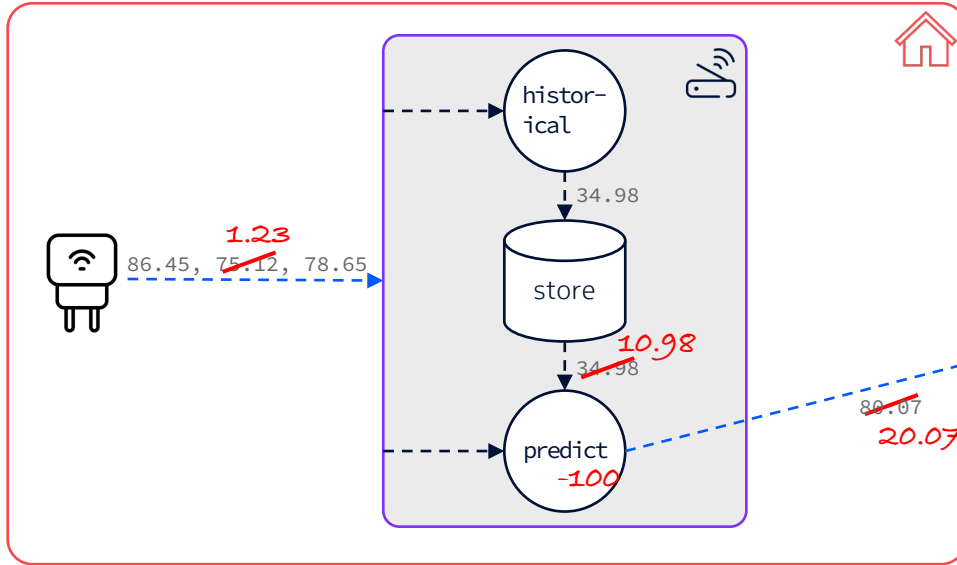 histor-
ical
34.98
1.23
86.45, 75.12, 78.65
store
10.98
34.98
80.07
20.07
predict
-100